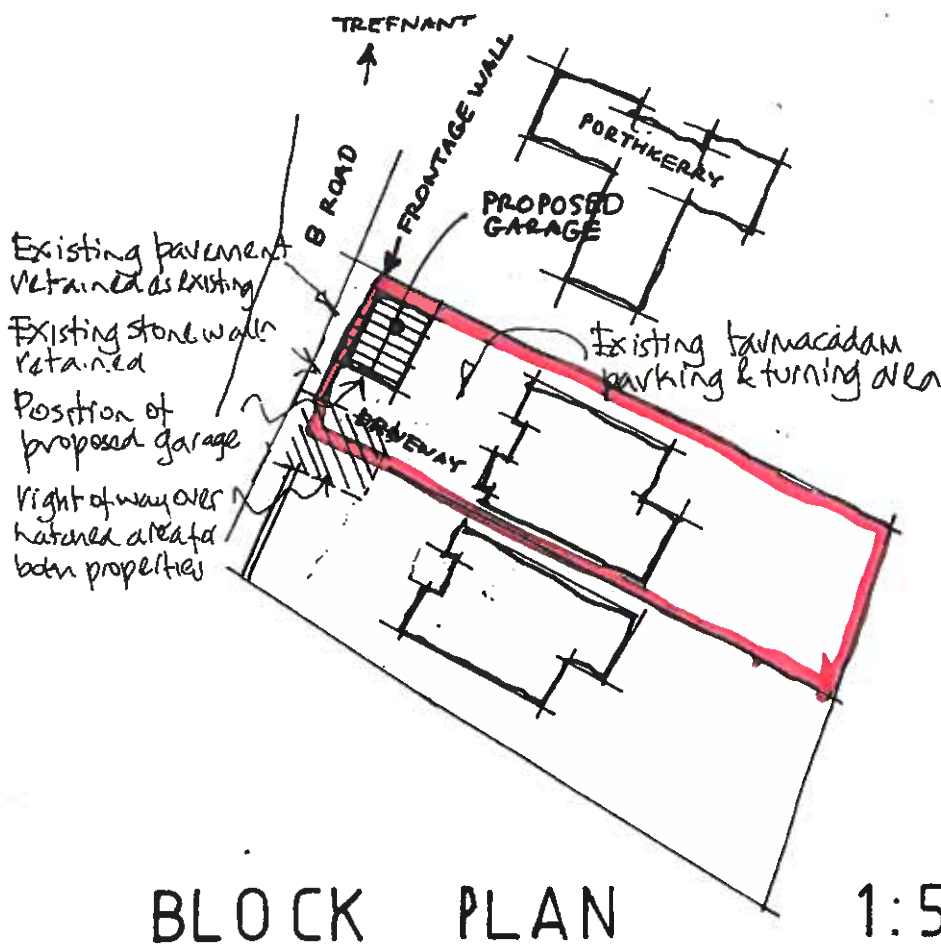 TREFNANT
B ROAD
FRONTAGE WALL
PORTHKERRY
PROPOSED
GARAGE
Existing pavement
retained as existing
Existing stone wall
retained
Position of
proposed garage
right of way over
hatched area to
both properties
Existing tarmacadam
parking & turning area
DRIVEWAY
BLOCK PLAN 1:5